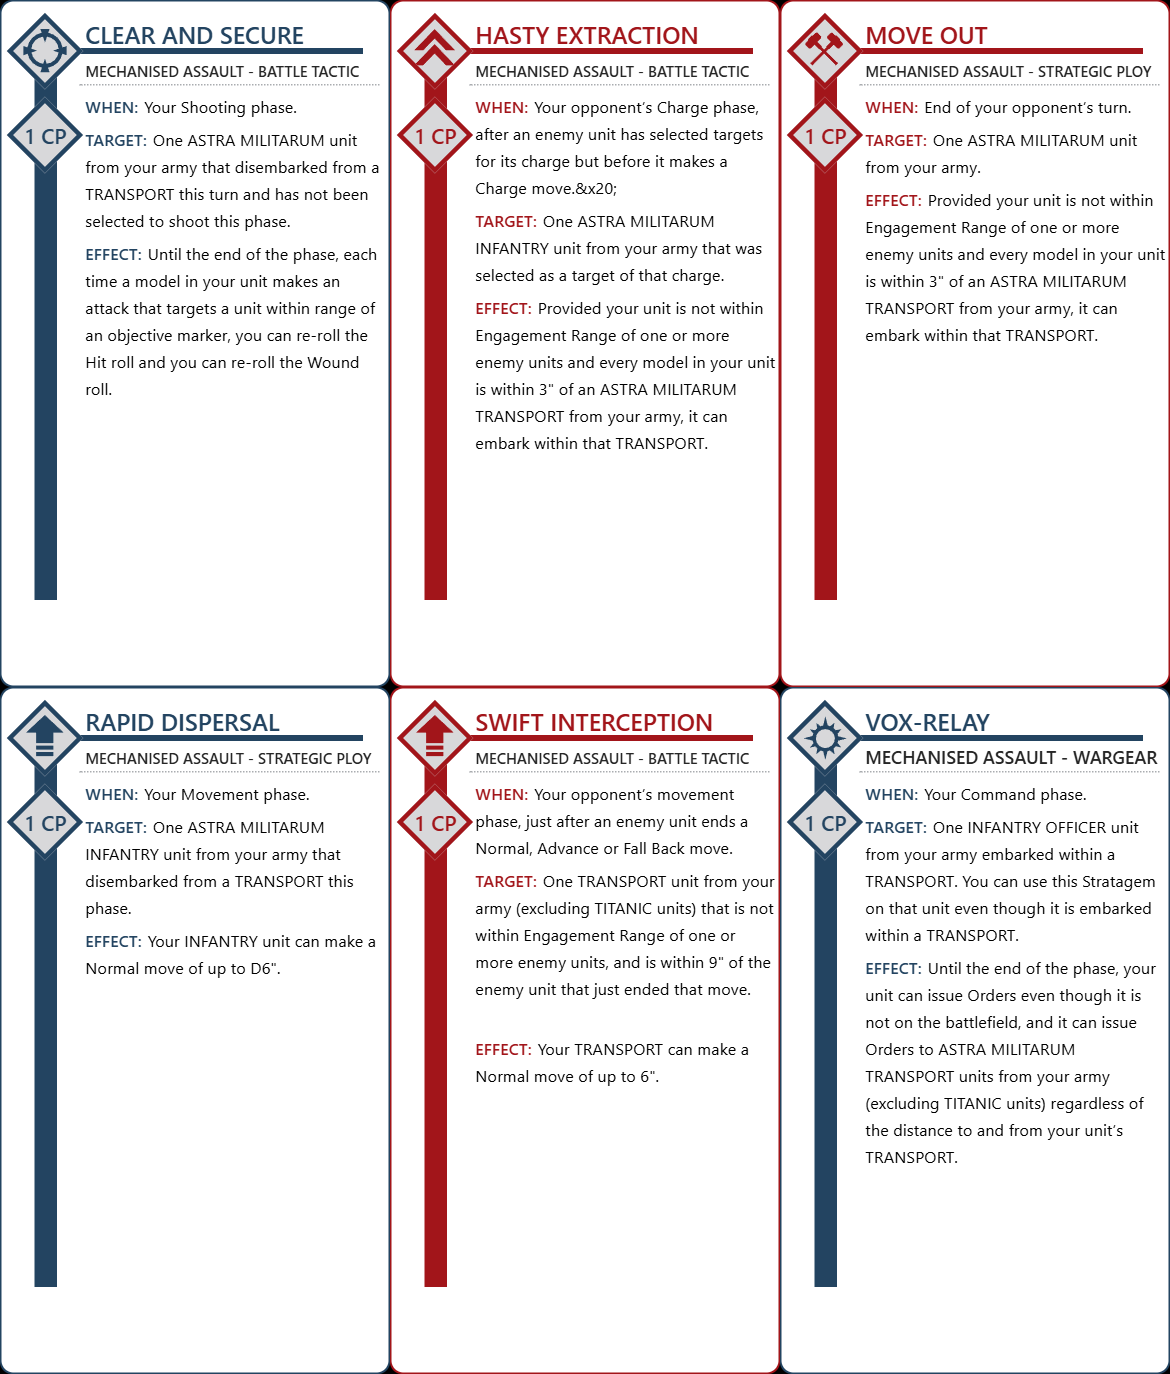 CLEAR AND SECURE
MECHANISED ASSAULT - BATTLE TACTIC
1 CP
WHEN: Your Shooting phase.
TARGET: One ASTRA MILITARUM unit
from your army that disembarked from a
TRANSPORT this turn and has not been
selected to shoot this phase.
EFFECT: Until the end of the phase, each
time a model in your unit makes an
attack that targets a unit within range of
an objective marker, you can re-roll the
Hit roll and you can re-roll the Wound
roll.
HASTY EXTRACTION
MECHANISED ASSAULT - BATTLE TACTIC
1 CP
WHEN: Your opponent's Charge phase,
after an enemy unit has selected targets
for its charge but before it makes a
Charge move.&x20;
TARGET: One ASTRA MILITARUM
INFANTRY unit from your army that was
selected as a target of that charge.
EFFECT: Provided your unit is not within
Engagement Range of one or more
enemy units and every model in your unit
is within 3" of an ASTRA MILITARUM
TRANSPORT from your army, it can
embark within that TRANSPORT.
MOVE OUT
MECHANISED ASSAULT - STRATEGIC PLOY
1 CP
WHEN: End of your opponent's turn.
TARGET: One ASTRA MILITARUM unit
from your army.
EFFECT: Provided your unit is not within
Engagement Range of one or more
enemy units and every model in your unit
is within 3" of an ASTRA MILITARUM
TRANSPORT from your army, it can
embark within that TRANSPORT.
RAPID DISPERSAL
MECHANISED ASSAULT - STRATEGIC PLOY
1 CP
WHEN: Your Movement phase.
TARGET: One ASTRA MILITARUM
INFANTRY unit from your army that
disembarked from a TRANSPORT this
phase.
EFFECT: Your INFANTRY unit can make a
Normal move of up to D6".
SWIFT INTERCEPTION
MECHANISED ASSAULT - BATTLE TACTIC
1 CP
WHEN: Your opponent's movement
phase, just after an enemy unit ends a
Normal, Advance or Fall Back move.
TARGET: One TRANSPORT unit from your
army (excluding TITANIC units) that is not
within Engagement Range of one or
more enemy units, and is within 9" of the
enemy unit that just ended that move.
EFFECT: Your TRANSPORT can make a
Normal move of up to 6".
VOX-RELAY
MECHANISED ASSAULT - WARGEAR
1 CP
WHEN: Your Command phase.
TARGET: One INFANTRY OFFICER unit
from your army embarked within a
TRANSPORT. You can use this Stratagem
on that unit even though it is embarked
within a TRANSPORT.
EFFECT: Until the end of the phase, your
unit can issue Orders even though it is
not on the battlefield, and it can issue
Orders to ASTRA MILITARUM
TRANSPORT units from your army
(excluding TITANIC units) regardless of
the distance to and from your unit's
TRANSPORT.